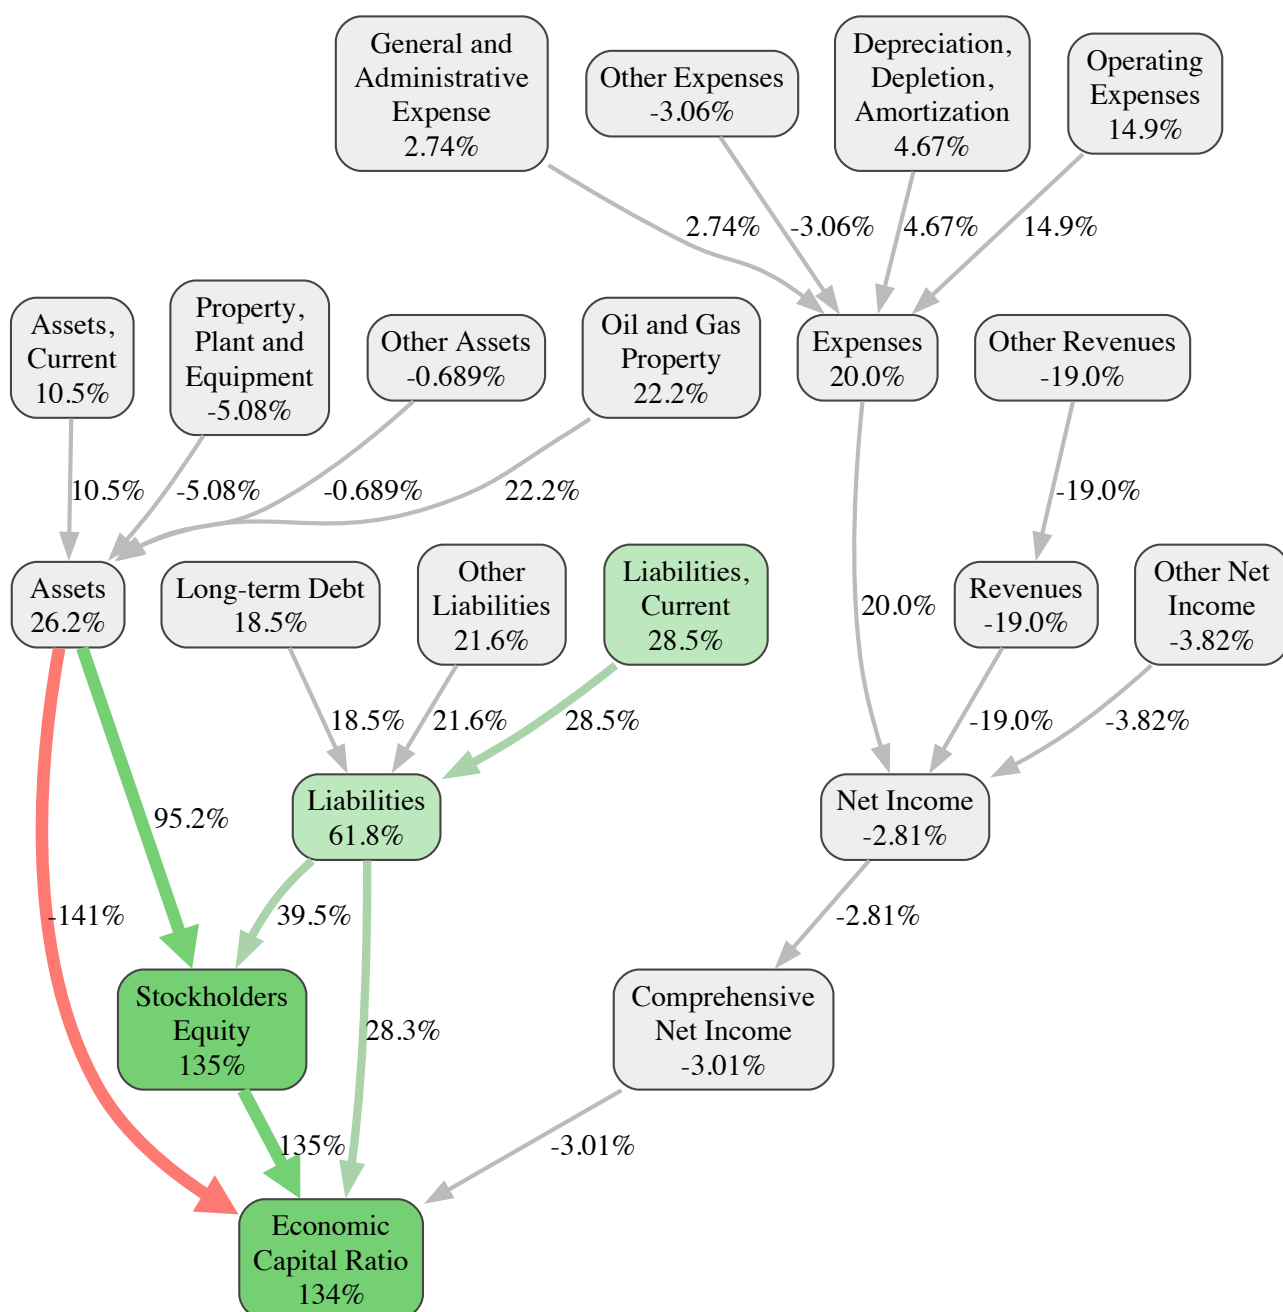 General and
Administrative
Expense
2.74%
Other Expenses
-3.06%
Depreciation,
Depletion,
Amortization
4.67%
Operating
Expenses
14.9%
2.74%
-3.06%
4.67%
14.9%
Assets,
Current
10.5%
Property,
Plant and
Equipment
-5.08%
Other Assets
-0.689%
Oil and Gas
Property
22.2%
Expenses
20.0%
Other Revenues
-19.0%
10.5%
-5.08%
-0.689%
22.2%
-19.0%
Assets
26.2%
Long-term Debt
18.5%
Other
Liabilities
21.6%
Liabilities,
Current
28.5%
20.0%
Revenues
-19.0%
Other Net
Income
-3.82%
18.5%
21.6%
28.5%
-19.0%
-3.82%
95.2%
Liabilities
61.8%
Net Income
-2.81%
-141%
39.5%
-2.81%
Stockholders
Equity
135%
28.3%
Comprehensive
Net Income
-3.01%
135%
-3.01%
Economic
Capital Ratio
134%